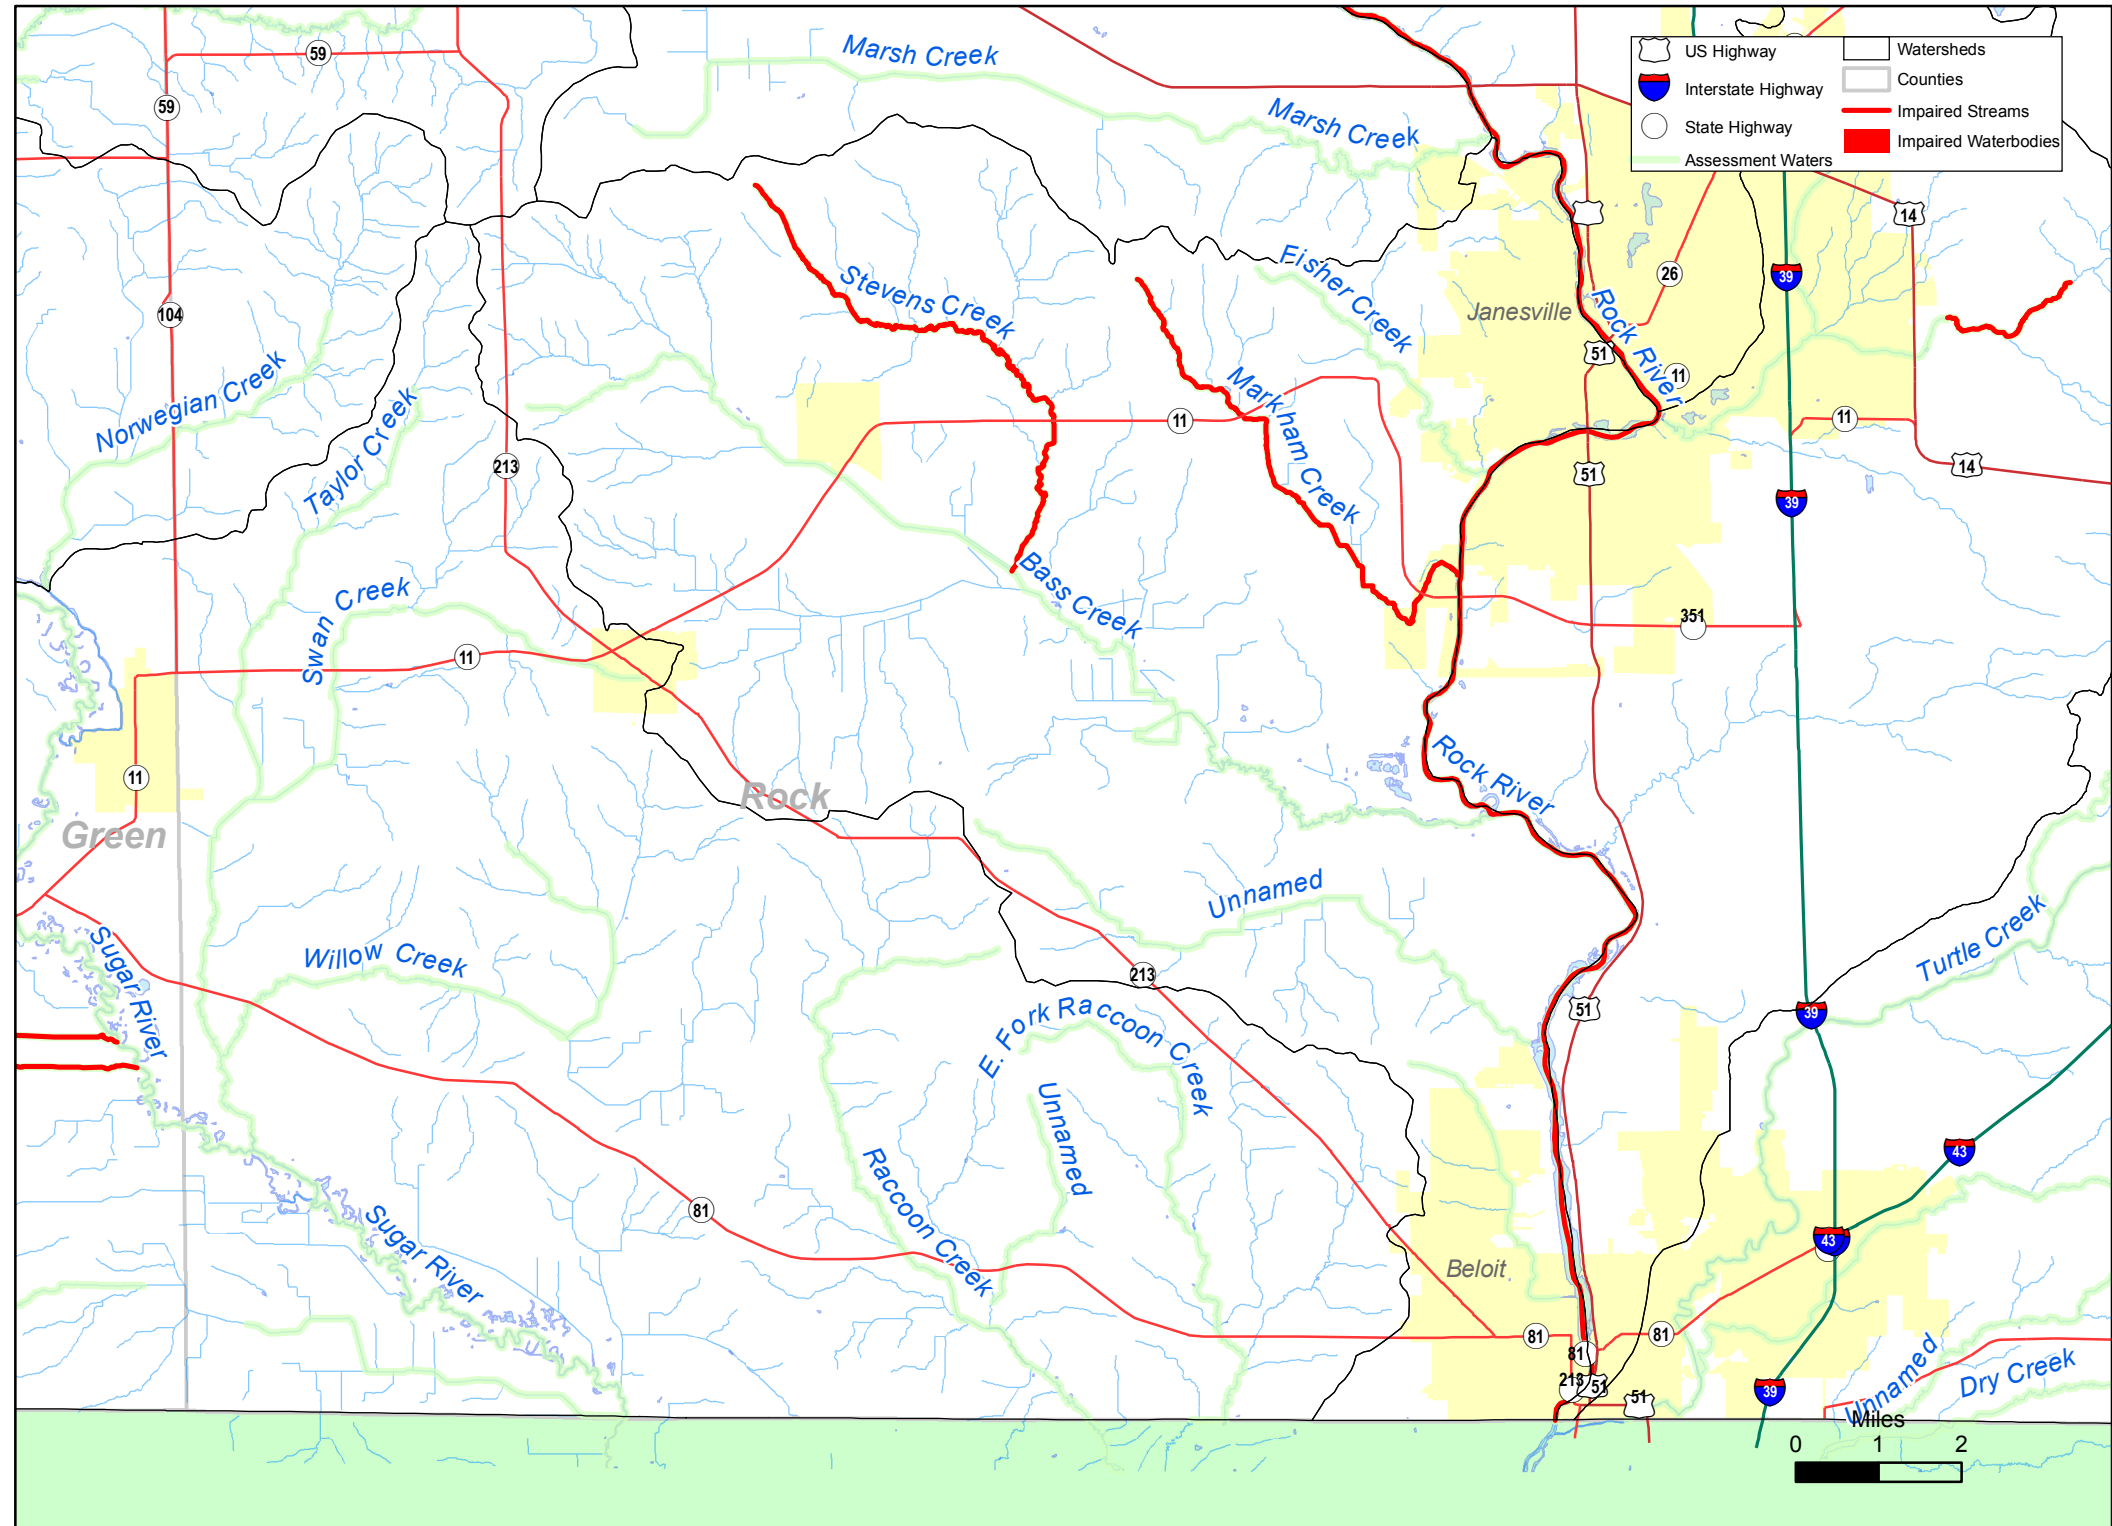 US Highway
Interstate Highway
State Highway
Assessment Waters
Watersheds
Counties
Impaired Streams
Impaired Waterbodies
59
Marsh Creek
59
Marsh Creek
14
39
26
Fisher Creek
Stevens Creek
Janesville
Rock River
104
51
11
Markham Creek
Norwegian Creek
Taylor Creek
11
11
213
51
14
39
Bass Creek
Swan Creek
351
11
11
Rock
Rock River
Green
Unnamed
Turtle Creek
Sugar River
Willow Creek
213
51
39
E. Fork Raccoon Creek
Unnamed
43
Raccoon Creek
81
Sugar River
43
Beloit
81
81
81
213
51
51
39
Unnamed
Dry Creek
Miles
0 1 2